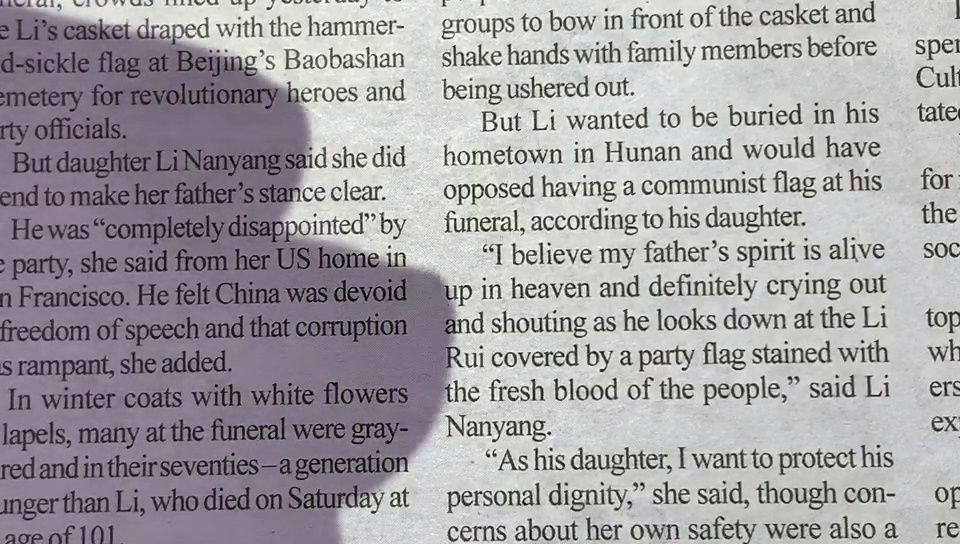 Li's casket draped with the hammer-
d-sickle flag at Beijing's Baobashan
emetery for revolutionary heroes and
rty officials.
But daughter Li Nanyang said she did
end to make her father's stance clear.
He was “completely disappointed” by
e party, she said from her US home in
n Francisco. He felt China was devoid
freedom of speech and that corruption
s rampant, she added.
In winter coats with white flowers
lapels, many at the funeral were gray-
red and in their seventies—a generation
unger than Li, who died on Saturday at
age of 101.
groups to bow in front of the casket and
shake hands with family members before
being ushered out.
But Li wanted to be buried in his
hometown in Hunan and would have
opposed having a communist flag at his
funeral, according to his daughter.
“I believe my father's spirit is alive
up in heaven and definitely crying out
and shouting as he looks down at the Li
Rui covered by a party flag stained with
the fresh blood of the people,” said Li
Nanyang.
“As his daughter, I want to protect his
personal dignity,” she said, though con-
cerns about her own safety were also a
spe
Cult
tate
for
the
soc
top
wh
ers
ex
op
re